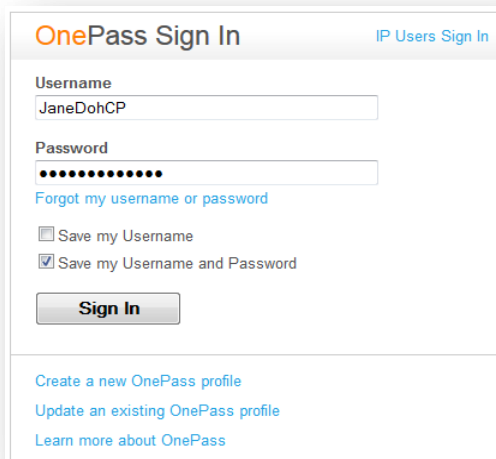 OnePass Sign In
IP Users Sign In
Username
JaneDohCP
Password
•••••••••••••
Forgot my username or password
Save my Username
Save my Username and Password
Sign In
Create a new OnePass profile
Update an existing OnePass profile
Learn more about OnePass